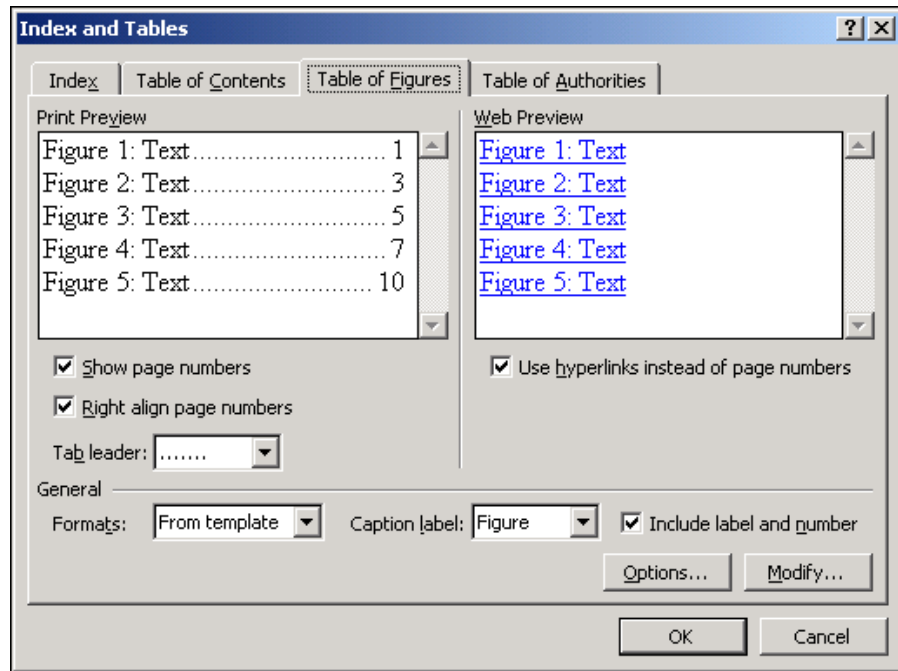 Index and Tables
Index Table of Contents Table of Figures Table of Authorities
Print Preview
Figure 1: Text.......................... 1
Figure 2: Text.......................... 3
Figure 3: Text.......................... 5
Figure 4: Text.......................... 7
Figure 5: Text........................ 10
Web Preview
Figure 1: Text
Figure 2: Text
Figure 3: Text
Figure 4: Text
Figure 5: Text
Show page numbers
Right align page numbers
Tab leader: .......
Use hyperlinks instead of page numbers
General
Formats: From template Caption label: Figure Include label and number
Options... Modify...
OK Cancel